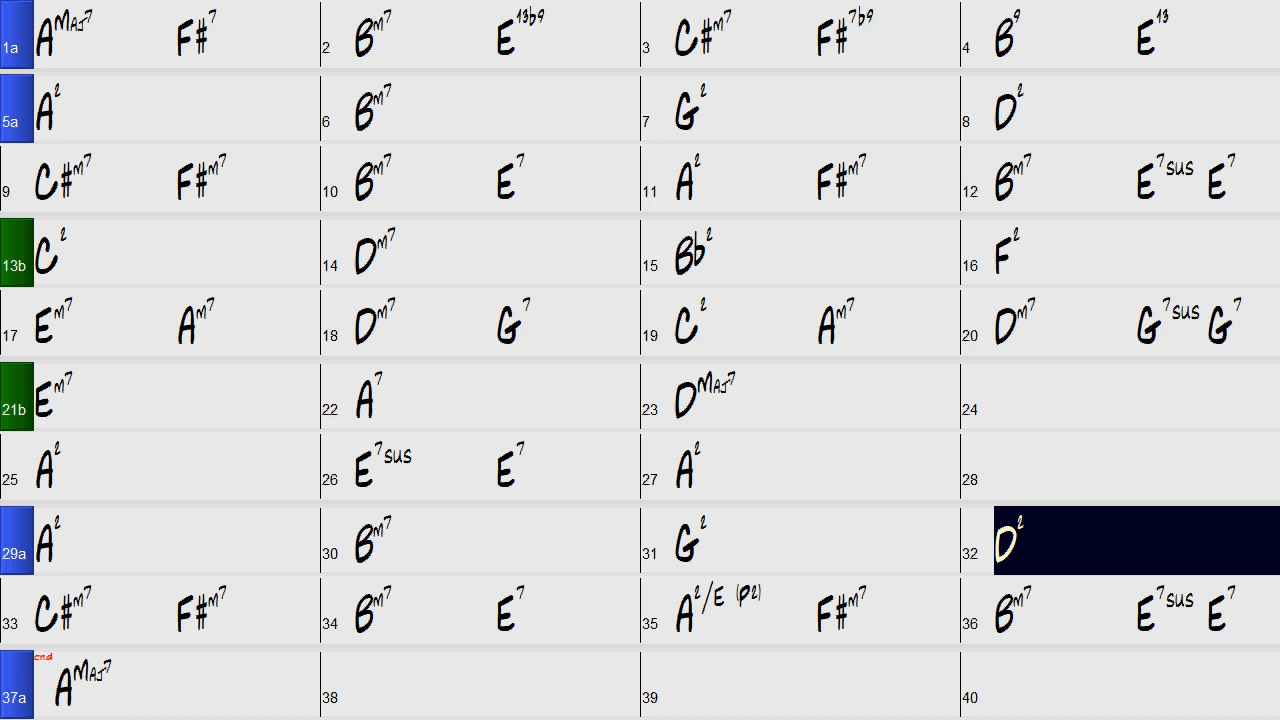 1a AMaj7 F#7 2 Bm7 E13b9 3 C#m7 F#7b9 4 B9 E13
5a A2 6 Bm7 7 G2 8 D2
9 C#m7 F#m7 10 Bm7 E7 11 A2 F#m7 12 Bm7 E7sus E7
13b C2 14 Dm7 15 Bb2 16 F2
17 Em7 Am7 18 Dm7 G7 19 C2 Am7 20 Dm7 G7sus G7
21b Em7 22 A7 23 DMaj7 24
25 A2 26 E7sus E7 27 A2 28
29a A2 30 Bm7 31 G2 32 D2
33 C#m7 F#m7 34 Bm7 E7 35 A2/E (P2) F#m7 36 Bm7 E7sus E7
37a end AMaj7 38 39 40